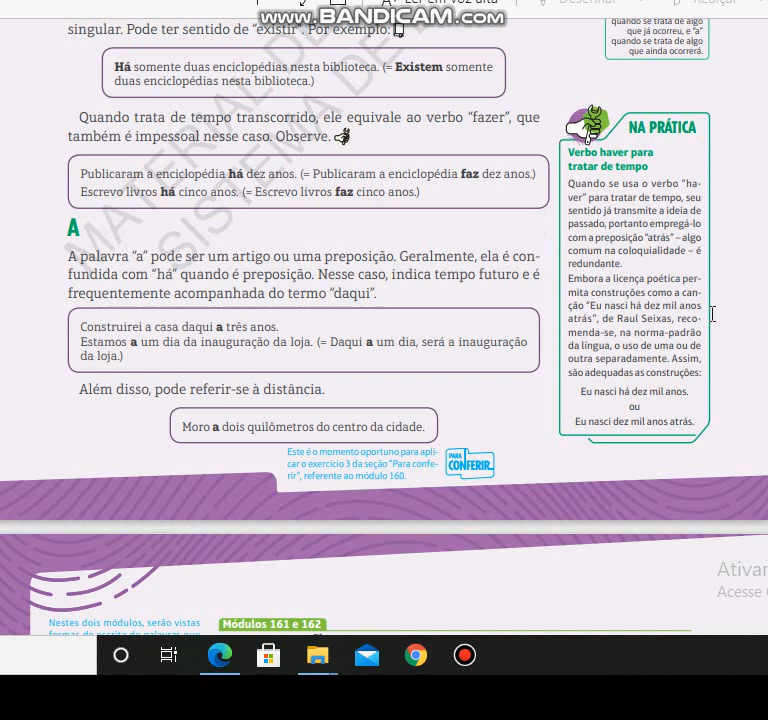 Ler em voz alta
Desenhar
Realçar
www.BANDICAM.com
singular. Pode ter sentido de “existir”. Por exemplo:
quando se trata de algo
que já ocorreu, e “a”
quando se trata de algo
que ainda ocorrerá.
Há somente duas enciclopédias nesta biblioteca. (= Existem somente
duas enciclopédias nesta biblioteca.)
Quando trata de tempo transcorrido, ele equivale ao verbo “fazer”, que
também é impessoal nesse caso. Observe.
Publicaram a enciclopédia há dez anos. (= Publicaram a enciclopédia faz dez anos.)
Escrevo livros há cinco anos. (= Escrevo livros faz cinco anos.)
A
A palavra “a” pode ser um artigo ou uma preposição. Geralmente, ela é con-
fundida com “há” quando é preposição. Nesse caso, indica tempo futuro e é
frequentemente acompanhada do termo “daqui”.
Construirei a casa daqui a três anos.
Estamos a um dia da inauguração da loja. (= Daqui a um dia, será a inauguração
da loja.)
Além disso, pode referir-se à distância.
Moro a dois quilômetros do centro da cidade.
Este é o momento oportuno para apli-
car o exercício 3 da seção “Para confe-
rir”, referente ao módulo 160.
PARA
CONFERIR
NA PRÁTICA
Verbo haver para
tratar de tempo
Quando se usa o verbo “ha-
ver” para tratar de tempo, seu
sentido já transmite a ideia de
passado, portanto empregá-lo
com a preposição “atrás” – algo
comum na coloquialidade – é
redundante.
Embora a licença poética per-
mita construções como a can-
ção “Eu nasci há dez mil anos
atrás”, de Raul Seixas, reco-
menda-se, na norma-padrão
da língua, o uso de uma ou de
outra separadamente. Assim,
são adequadas as construções:
Eu nasci há dez mil anos.
ou
Eu nasci dez mil anos atrás.
MATERIAL DE
SISTEMA DE
Ativar
Acesse
Nestes dois módulos, serão vistas
formas de escrita de palavras que
Módulos 161 e 162